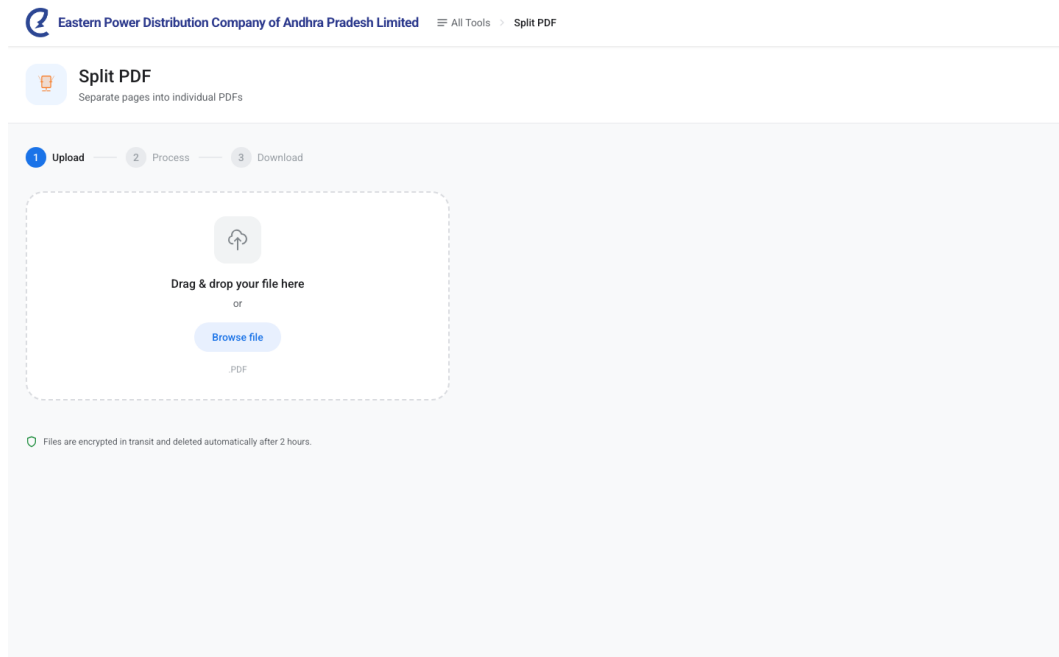 Eastern Power Distribution Company of Andhra Pradesh Limited All Tools > Split PDF
Split PDF
Separate pages into individual PDFs
1 Upload 2 Process 3 Download
Drag & drop your file here
or
Browse file
.PDF
Files are encrypted in transit and deleted automatically after 2 hours.